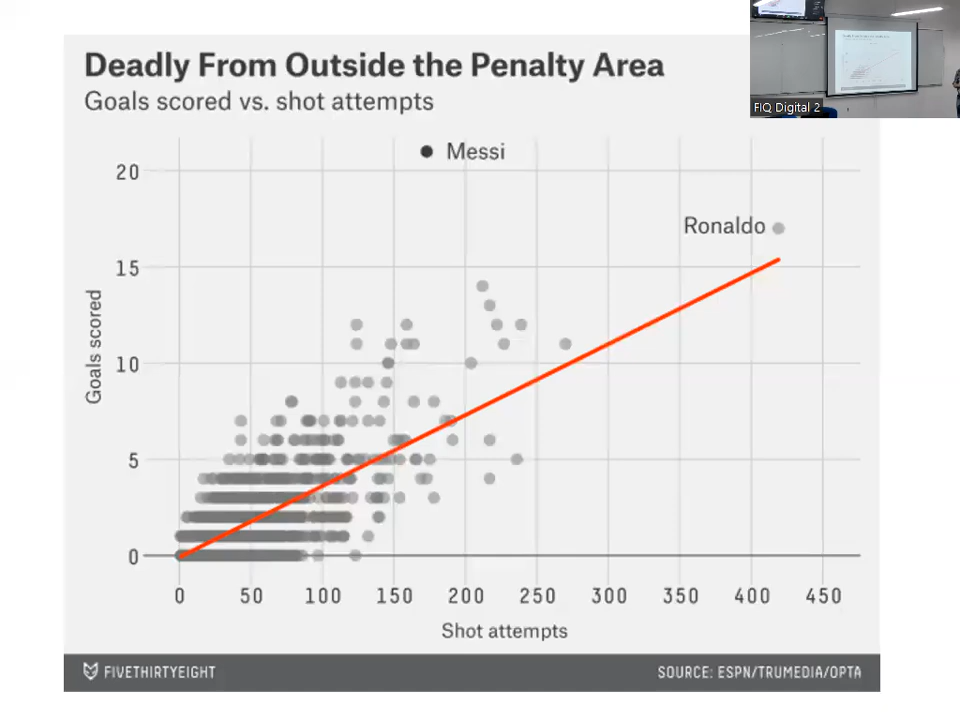 Deadly From Outside the Penalty Area
Goals scored vs. shot attempts
FIQ Digital 2
Messi
Ronaldo
20
15
10
5
0
Goals scored
0 50 100 150 200 250 300 350 400 450
Shot attempts
FIVETHIRTYEIGHT
SOURCE: ESPN/TRUMEDIA/OPTA